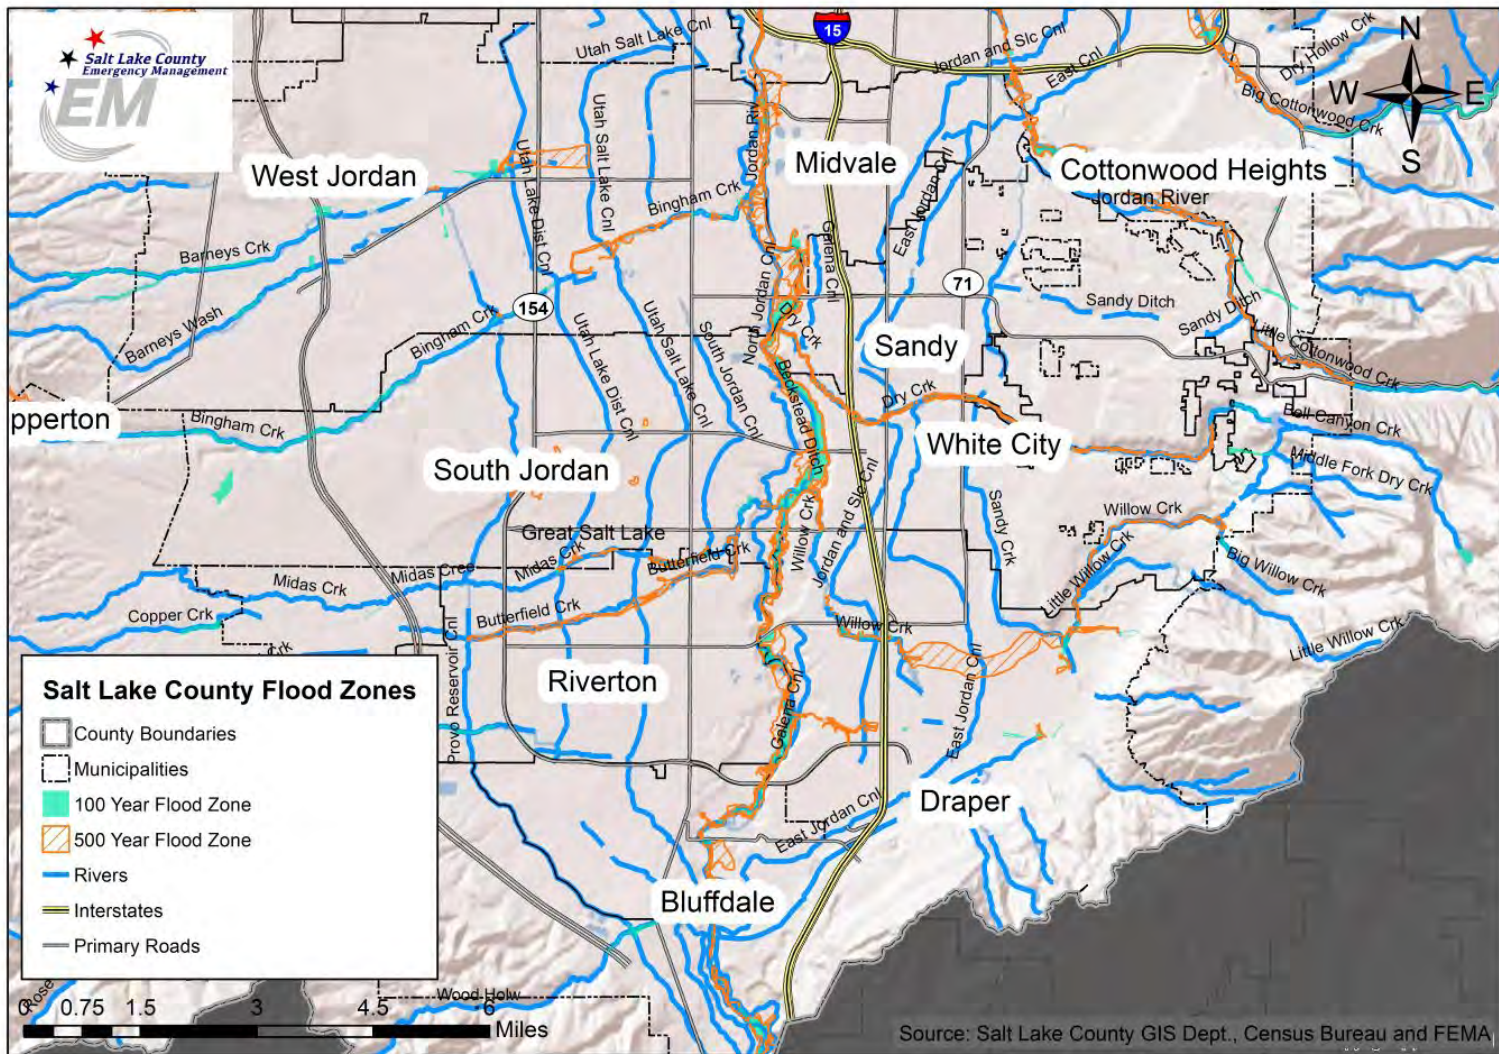 Salt Lake County
Emergency Management
EM
N
W E
S
15
Utah Salt Lake Cnl
Jordan and Slc Cnl
East Cnl
Dry Hollow Crk
Big Cottonwood Crk
Utah Salt Lake Cnl
Jordan Riv
Midvale
Cottonwood Heights
Jordan River
West Jordan
Utah Lake Dist Cnl
Bingham Crk
East Jordan Cnl
East Jordan Cnl
Galena Cnl
Barneys Crk
North Jordan Cnl
154
71
Sandy Ditch
Sandy Ditch
Little Cottonwood Crk
Barneys Wash
Bingham Crk
Utah Lake Dist Cnl
Utah Salt Lake Cnl
South Jordan Cnl
Dry Crk
Sandy
Beckstead Ditch
Dry Crk
pperton
Bingham Crk
Bell Canyon Crk
White City
Middle Fork Dry Crk
South Jordan
Jordan and Slc Cnl
Sandy Crk
Willow Crk
Willow Crk
Great Salt Lake
Midas Crk
Butterfield Crk
Little Willow Crk
Big Willow Crk
Midas Crk
Midas Cree
Copper Crk
Butterfield Crk
Willow Crk
Little Willow Crk
Crk
Provo Reservoir Cnl
Riverton
Galena Cnl
East Jordan Cnl
Draper
East Jordan Cnl
Bluffdale
Salt Lake County Flood Zones
County Boundaries
Municipalities
100 Year Flood Zone
500 Year Flood Zone
Rivers
Interstates
Primary Roads
Rose
Wood Holw
0 0.75 1.5 3 4.5 6
Miles
Source: Salt Lake County GIS Dept., Census Bureau and FEMA